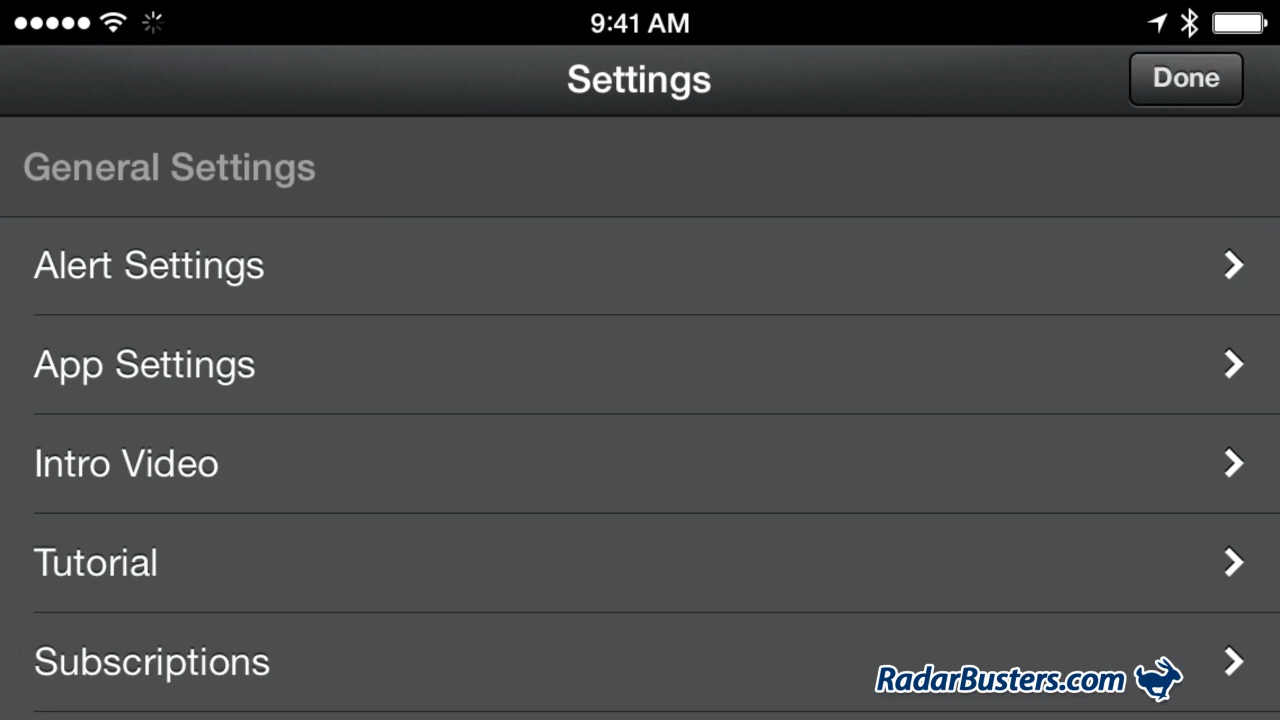 9:41 AM
Settings
Done
General Settings
Alert Settings
App Settings
Intro Video
Tutorial
Subscriptions
RadarBusters.com